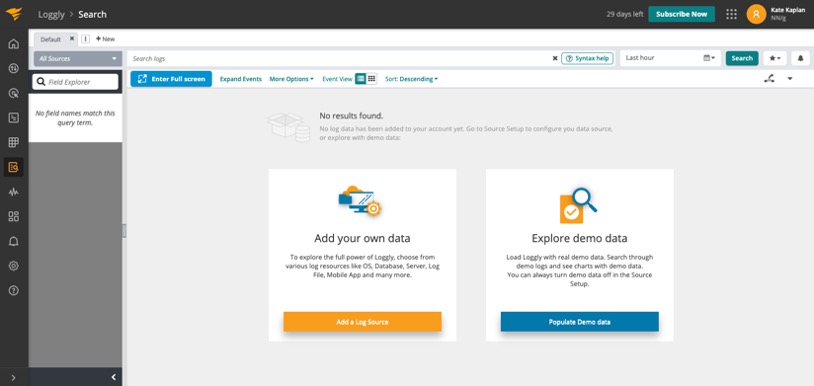 Loggly > Search
29 days left
Subscribe Now
Kate Kaplan
NN/g
Default
+ New
All Sources
Search logs
Syntax help
Last hour
Search
Field Explorer
Enter Full screen
Expand Events
More Options
Event View
Sort: Descending
No field names match this
query term.
No results found.
No log data has been added to your account yet. Go to Source Setup to configure you data source,
or explore with demo data:
Add your own data
To explore the full power of Loggly, choose from
various log resources like OS, Database, Server, Log
File, Mobile App and many more.
Add a Log Source
Explore demo data
Load Loggly with real demo data. Search through
demo logs and see charts with demo data.
You can always turn demo data off in the Source
Setup.
Populate Demo data